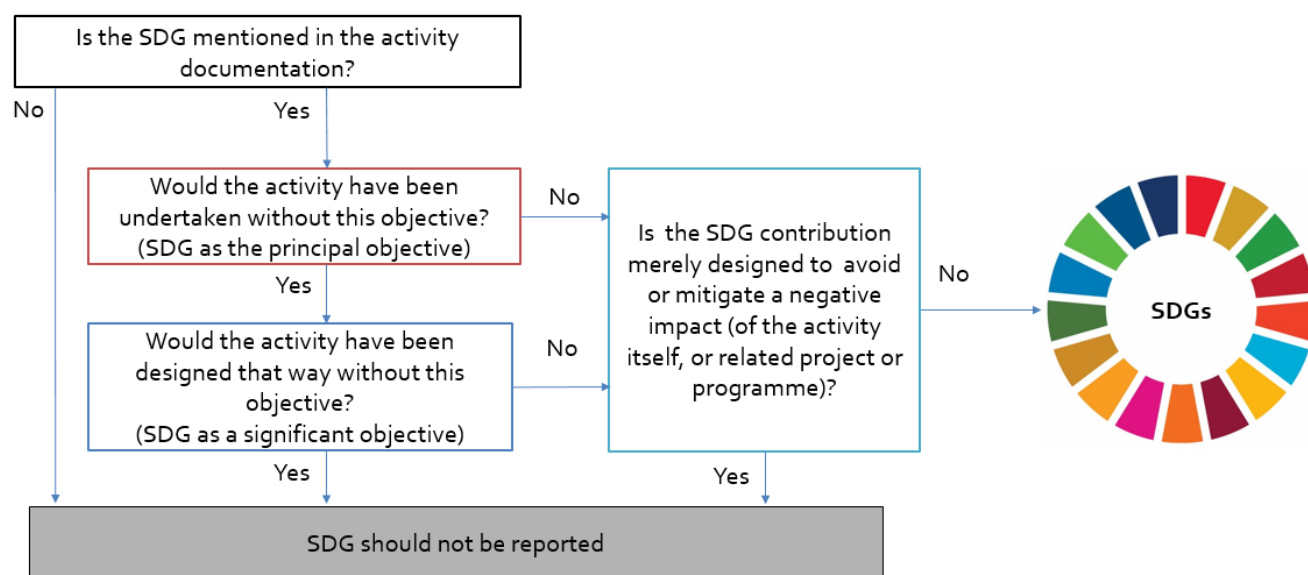 Is the SDG mentioned in the activity
documentation?
No
Yes
Would the activity have been
undertaken without this objective?
(SDG as the principal objective)
No
Yes
Would the activity have been
designed that way without this
objective?
(SDG as a significant objective)
No
Yes
Is the SDG contribution
merely designed to avoid
or mitigate a negative
impact (of the activity
itself, or related project or
programme)?
No
Yes
SDGs
SDG should not be reported